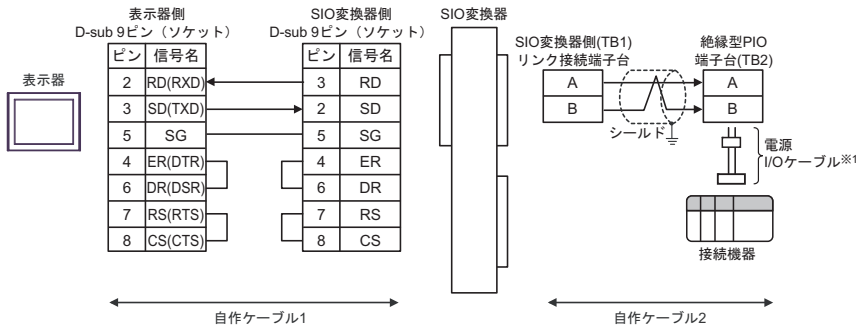 表示器側
D-sub 9ピン（ソケット）
SIO変換器側
D-sub 9ピン（ソケット）
SIO変換器
表示器
ピン 信号名
2 RD(RXD)
3 SD(TXD)
5 SG
4 ER(DTR)
6 DR(DSR)
7 RS(RTS)
8 CS(CTS)
ピン 信号名
3 RD
2 SD
5 SG
4 ER
6 DR
7 RS
8 CS
SIO変換器側(TB1)
リンク接続端子台
A
B
シールド
絶縁型PIO
端子台(TB2)
A
B
電源
I/Oケーブル※1
接続機器
自作ケーブル1
自作ケーブル2